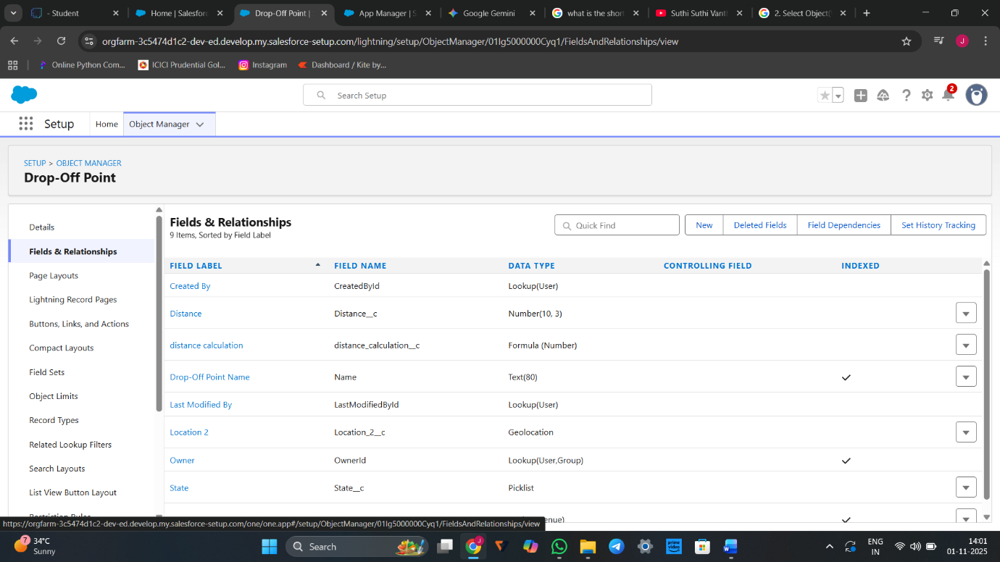 - Student
Home | Salesforc
Drop-Off Point |
App Manager | S
Google Gemini
what is the short
Suthi Suthi Vanth
2. Select Object(
orgfarm-3c5474d1c2-dev-ed.develop.my.salesforce-setup.com/lightning/setup/ObjectManager/01Ig5000000Cyq1/FieldsAndRelationships/view
J
Online Python Com...
ICICI Prudential Gol...
Instagram
Dashboard / Kite by...
Search Setup
2
Setup
Home
Object Manager
SETUP > OBJECT MANAGER
Drop-Off Point
Details
Fields & Relationships
Page Layouts
Lightning Record Pages
Buttons, Links, and Actions
Compact Layouts
Field Sets
Object Limits
Record Types
Related Lookup Filters
Search Layouts
List View Button Layout
Restriction Rules
Fields & Relationships
9 Items, Sorted by Field Label
Quick Find
New
Deleted Fields
Field Dependencies
Set History Tracking
FIELD LABEL FIELD NAME DATA TYPE CONTROLLING FIELD INDEXED
Created By CreatedById Lookup(User)
Distance Distance__c Number(10, 3)
distance calculation distance_calculation__c Formula (Number)
Drop-Off Point Name Name Text(80)
Last Modified By LastModifiedById Lookup(User)
Location 2 Location_2__c Geolocation
Owner OwnerId Lookup(User,Group)
State State__c Picklist
enue)
https://orgfarm-3c5474d1c2-dev-ed.develop.my.salesforce-setup.com/one/one.app#/setup/ObjectManager/01Ig5000000Cyq1/FieldsAndRelationships/view
7
34°C
Sunny
Search
J
prime video
W
ENG
IN
14:01
01-11-2025